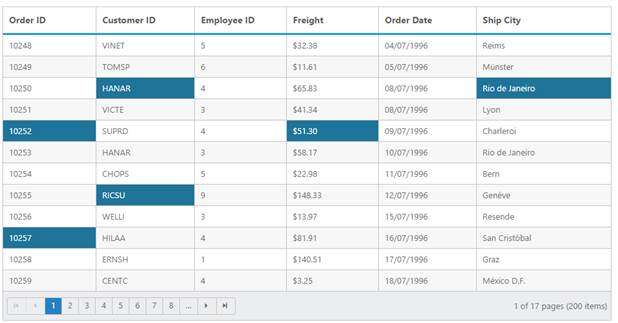 Order ID Customer ID Employee ID Freight Order Date Ship City
10248 VINET 5 $32.38 04/07/1996 Reims
10249 TOMSP 6 $11.61 05/07/1996 Münster
10250 HANAR 4 $65.83 08/07/1996 Rio de Janeiro
10251 VICTE 3 $41.34 08/07/1996 Lyon
10252 SUPRD 4 $51.30 09/07/1996 Charleroi
10253 HANAR 3 $58.17 10/07/1996 Rio de Janeiro
10254 CHOPS 5 $22.98 11/07/1996 Bern
10255 RICSU 9 $148.33 12/07/1996 Genève
10256 WELLI 3 $13.97 15/07/1996 Resende
10257 HILAA 4 $81.91 16/07/1996 San Cristóbal
10258 ERNSH 1 $140.51 17/07/1996 Graz
10259 CENTC 4 $3.25 18/07/1996 México D.F.
1 2 3 4 5 6 7 8 ... 1 of 17 pages (200 items)